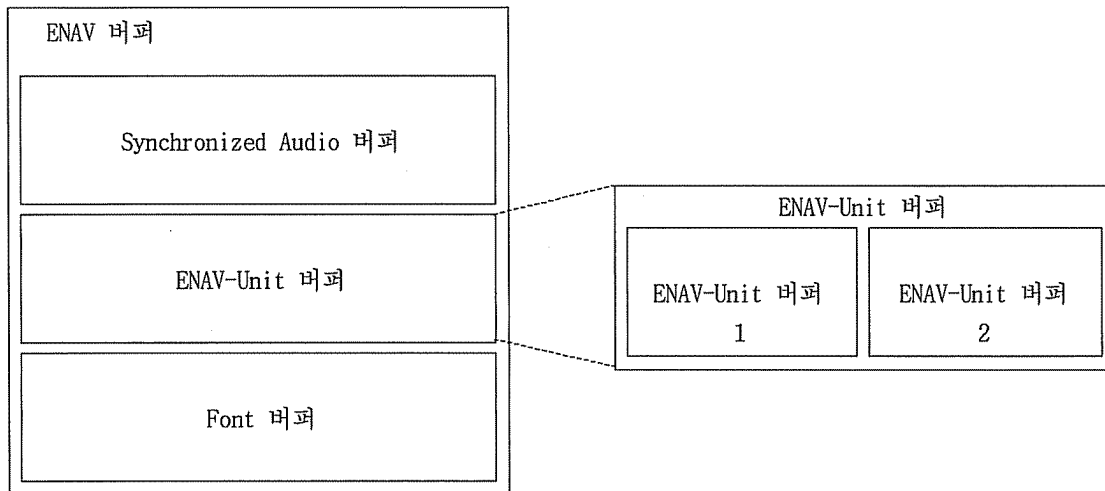 ENAV 버퍼
Synchronized Audio 버퍼
ENAV-Unit 버퍼
Font 버퍼
ENAV-Unit 버퍼
ENAV-Unit 버퍼
1
ENAV-Unit 버퍼
2